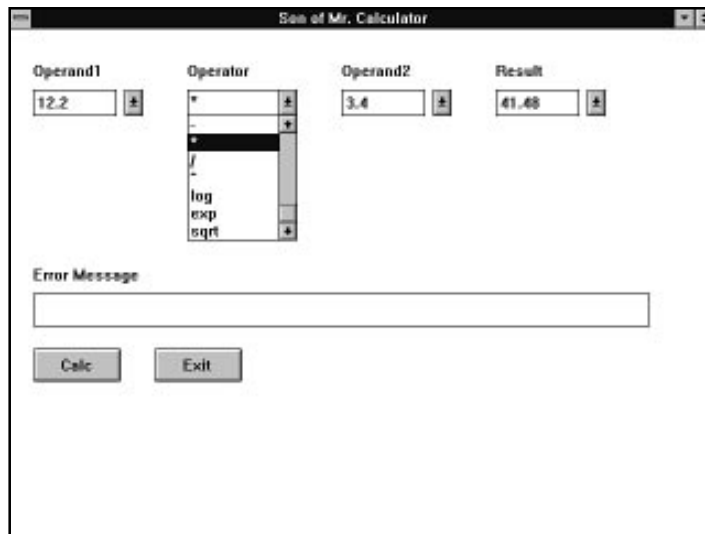 Son of Mr. Calculator
Operand1 Operator Operand2 Result
12.2 * 3.4 41.48
-
*
/
^
log
exp
sqrt
Error Message
Calc Exit